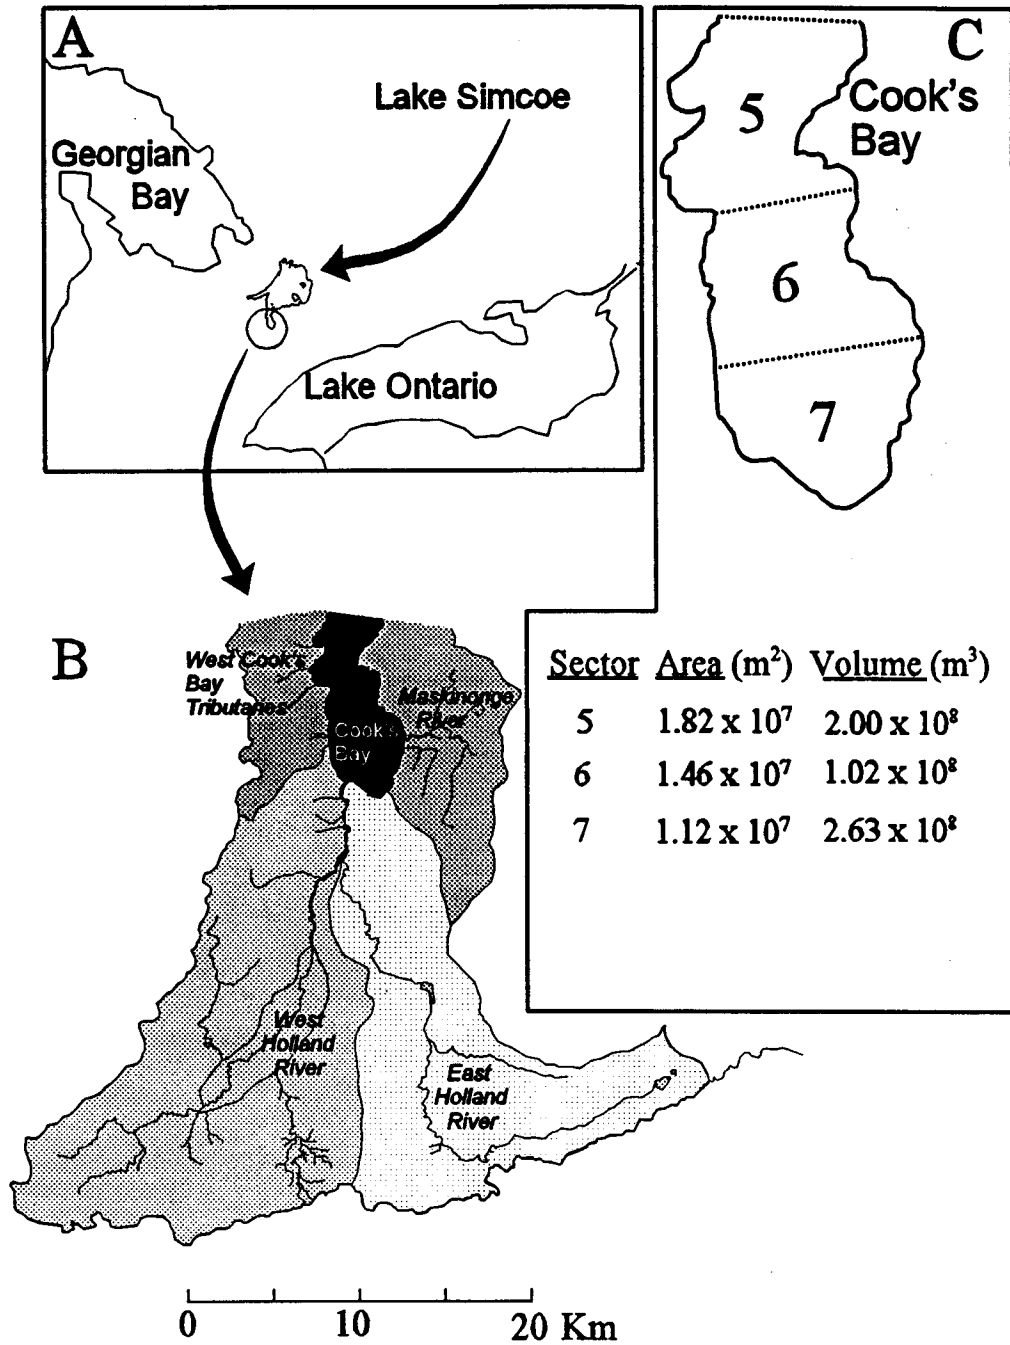 A
Lake Simcoe
Georgian
Bay
Lake Ontario
C
5
Cook's
Bay
6
7
B
West Cook's
Bay
Tributaries
Maskinonge
River
Cook's
Bay
West
Holland
River
East
Holland
River
0 10 20 Km
Sector Area (m²) Volume (m³)
5 1.82 x 10⁷ 2.00 x 10⁸
6 1.46 x 10⁷ 1.02 x 10⁸
7 1.12 x 10⁷ 2.63 x 10⁸